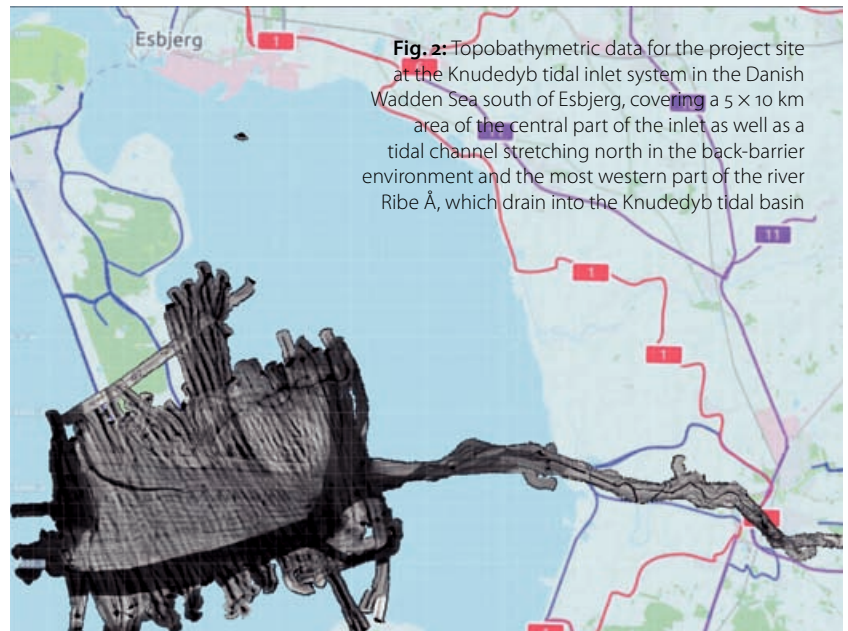 Esbjerg
1
Fig. 2: Topobathymetric data for the project site
at the Knudedyb tidal inlet system in the Danish
Wadden Sea south of Esbjerg, covering a 5 × 10 km
area of the central part of the inlet as well as a
tidal channel stretching north in the back-barrier
environment and the most western part of the river
Ribe Å, which drain into the Knudedyb tidal basin
11
1
1